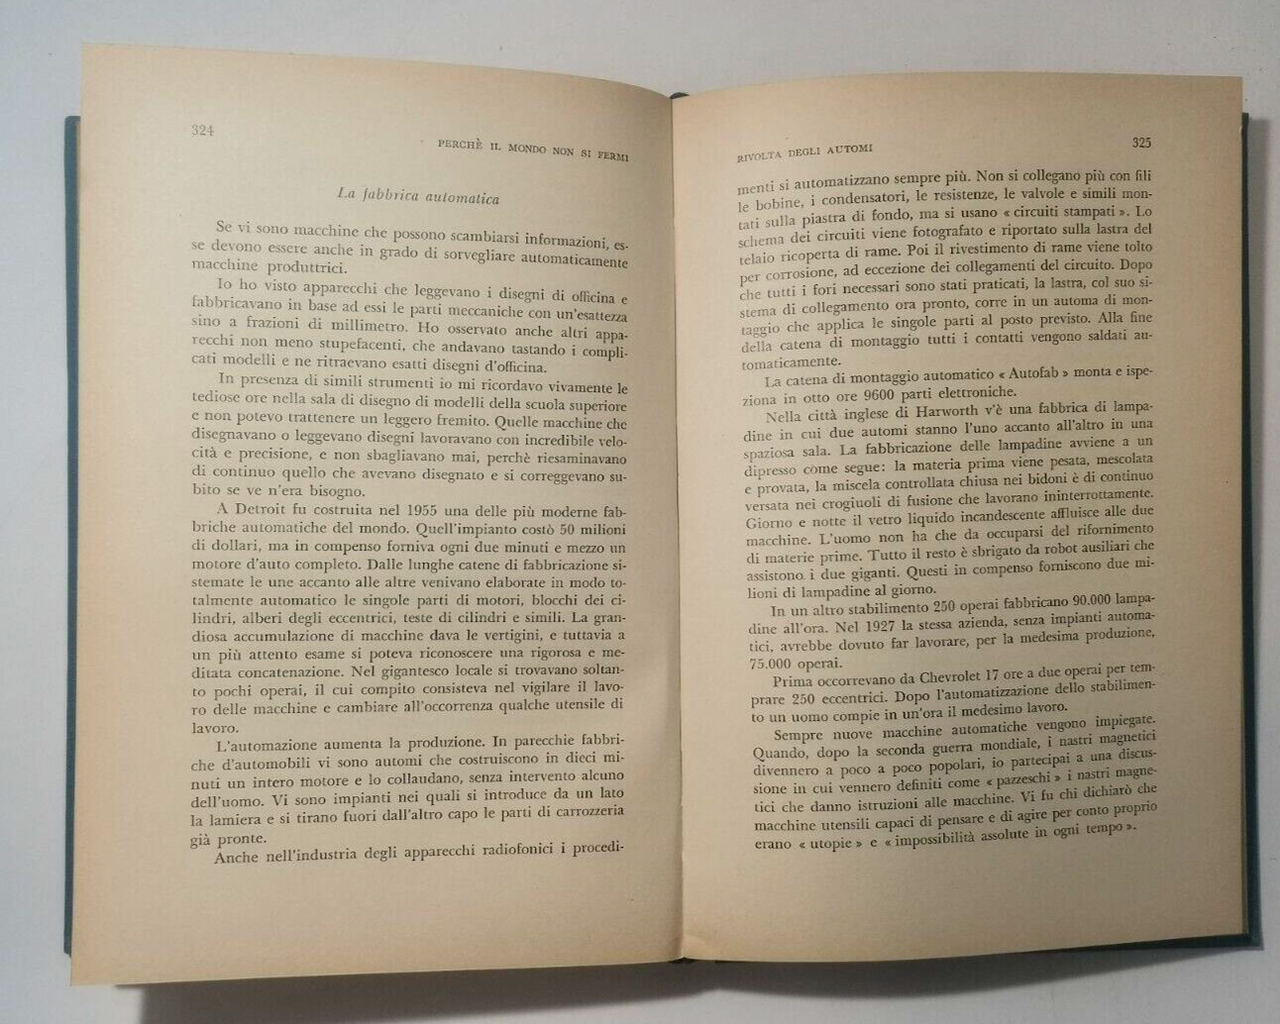 324
PERCHÈ IL MONDO NON SI FERMI
La fabbrica automatica
Se vi sono macchine che possono scambiarsi informazioni, es-
se devono essere anche in grado di sorvegliare automaticamente
macchine produttrici.
Io ho visto apparecchi che leggevano i disegni di officina e
fabbricavano in base ad essi le parti meccaniche con un'esattezza
sino a frazioni di millimetro. Ho osservato anche altri appa-
recchi non meno stupefacenti, che andavano tastando i compli-
cati modelli e ne ritraevano esatti disegni d'officina.
In presenza di simili strumenti io mi ricordavo vivamente le
tediose ore nella sala di disegno di modelli della scuola superiore
e non potevo trattenere un leggero fremito. Quelle macchine che
disegnavano o leggevano disegni lavoravano con incredibile velo-
cità e precisione, e non sbagliavano mai, perchè riesaminavano
di continuo quello che avevano disegnato e si correggevano su-
bito se ve n'era bisogno.
A Detroit fu costruita nel 1955 una delle più moderne fab-
briche automatiche del mondo. Quell'impianto costò 50 milioni
di dollari, ma in compenso forniva ogni due minuti e mezzo un
motore d'auto completo. Dalle lunghe catene di fabbricazione si-
stemate le une accanto alle altre venivano elaborate in modo to-
talmente automatico le singole parti di motori, blocchi dei ci-
lindri, alberi degli eccentrici, teste di cilindri e simili. La gran-
diosa accumulazione di macchine dava le vertigini, e tuttavia a
un più attento esame si poteva riconoscere una rigorosa e me-
ditata concatenazione. Nel gigantesco locale si trovavano soltan-
to pochi operai, il cui compito consisteva nel vigilare il lavo-
ro delle macchine e cambiare all'occorrenza qualche utensile di
lavoro.
L'automazione aumenta la produzione. In parecchie fabbri-
che d'automobili vi sono automi che costruiscono in dieci mi-
nuti un intero motore e lo collaudano, senza intervento alcuno
dell'uomo. Vi sono impianti nei quali si introduce da un lato
la lamiera e si tirano fuori dall'altro capo le parti di carrozzeria
già pronte.
Anche nell'industria degli apparecchi radiofonici i procedi-
RIVOLTA DEGLI AUTOMI
325
menti si automatizzano sempre più. Non si collegano più con fili
le bobine, i condensatori, le resistenze, le valvole e simili mon-
tati sulla piastra di fondo, ma si usano « circuiti stampati ». Lo
schema dei circuiti viene fotografato e riportato sulla lastra del
telaio ricoperta di rame. Poi il rivestimento di rame viene tolto
per corrosione, ad eccezione dei collegamenti del circuito. Dopo
che tutti i fori necessari sono stati praticati, la lastra, col suo si-
stema di collegamento ora pronto, corre in un automa di mon-
taggio che applica le singole parti al posto previsto. Alla fine
della catena di montaggio tutti i contatti vengono saldati au-
tomaticamente.
La catena di montaggio automatico « Autofab » monta e ispe-
ziona in otto ore 9600 parti elettroniche.
Nella città inglese di Harworth v'è una fabbrica di lampa-
dine in cui due automi stanno l'uno accanto all'altro in una
spaziosa sala. La fabbricazione delle lampadine avviene a un
dipresso come segue: la materia prima viene pesata, mescolata
e provata, la miscela controllata chiusa nei bidoni è di continuo
versata nei crogiuoli di fusione che lavorano ininterrottamente.
Giorno e notte il vetro liquido incandescente affluisce alle due
macchine. L'uomo non ha che da occuparsi del rifornimento
di materie prime. Tutto il resto è sbrigato da robot ausiliari che
assistono i due giganti. Questi in compenso forniscono due mi-
lioni di lampadine al giorno.
In un altro stabilimento 250 operai fabbricano 90.000 lampa-
dine all'ora. Nel 1927 la stessa azienda, senza impianti automa-
tici, avrebbe dovuto far lavorare, per la medesima produzione,
75.000 operai.
Prima occorrevano da Chevrolet 17 ore a due operai per tem-
prare 250 eccentrici. Dopo l'automatizzazione dello stabilimen-
to un uomo compie in un'ora il medesimo lavoro.
Sempre nuove macchine automatiche vengono impiegate.
Quando, dopo la seconda guerra mondiale, i nastri magnetici
divennero a poco a poco popolari, io partecipai a una discus-
sione in cui vennero definiti come « pazzeschi » i nastri magne-
tici che danno istruzioni alle macchine. Vi fu chi dichiarò che
macchine utensili capaci di pensare e di agire per conto proprio
erano « utopie » e « impossibilità assolute in ogni tempo ».